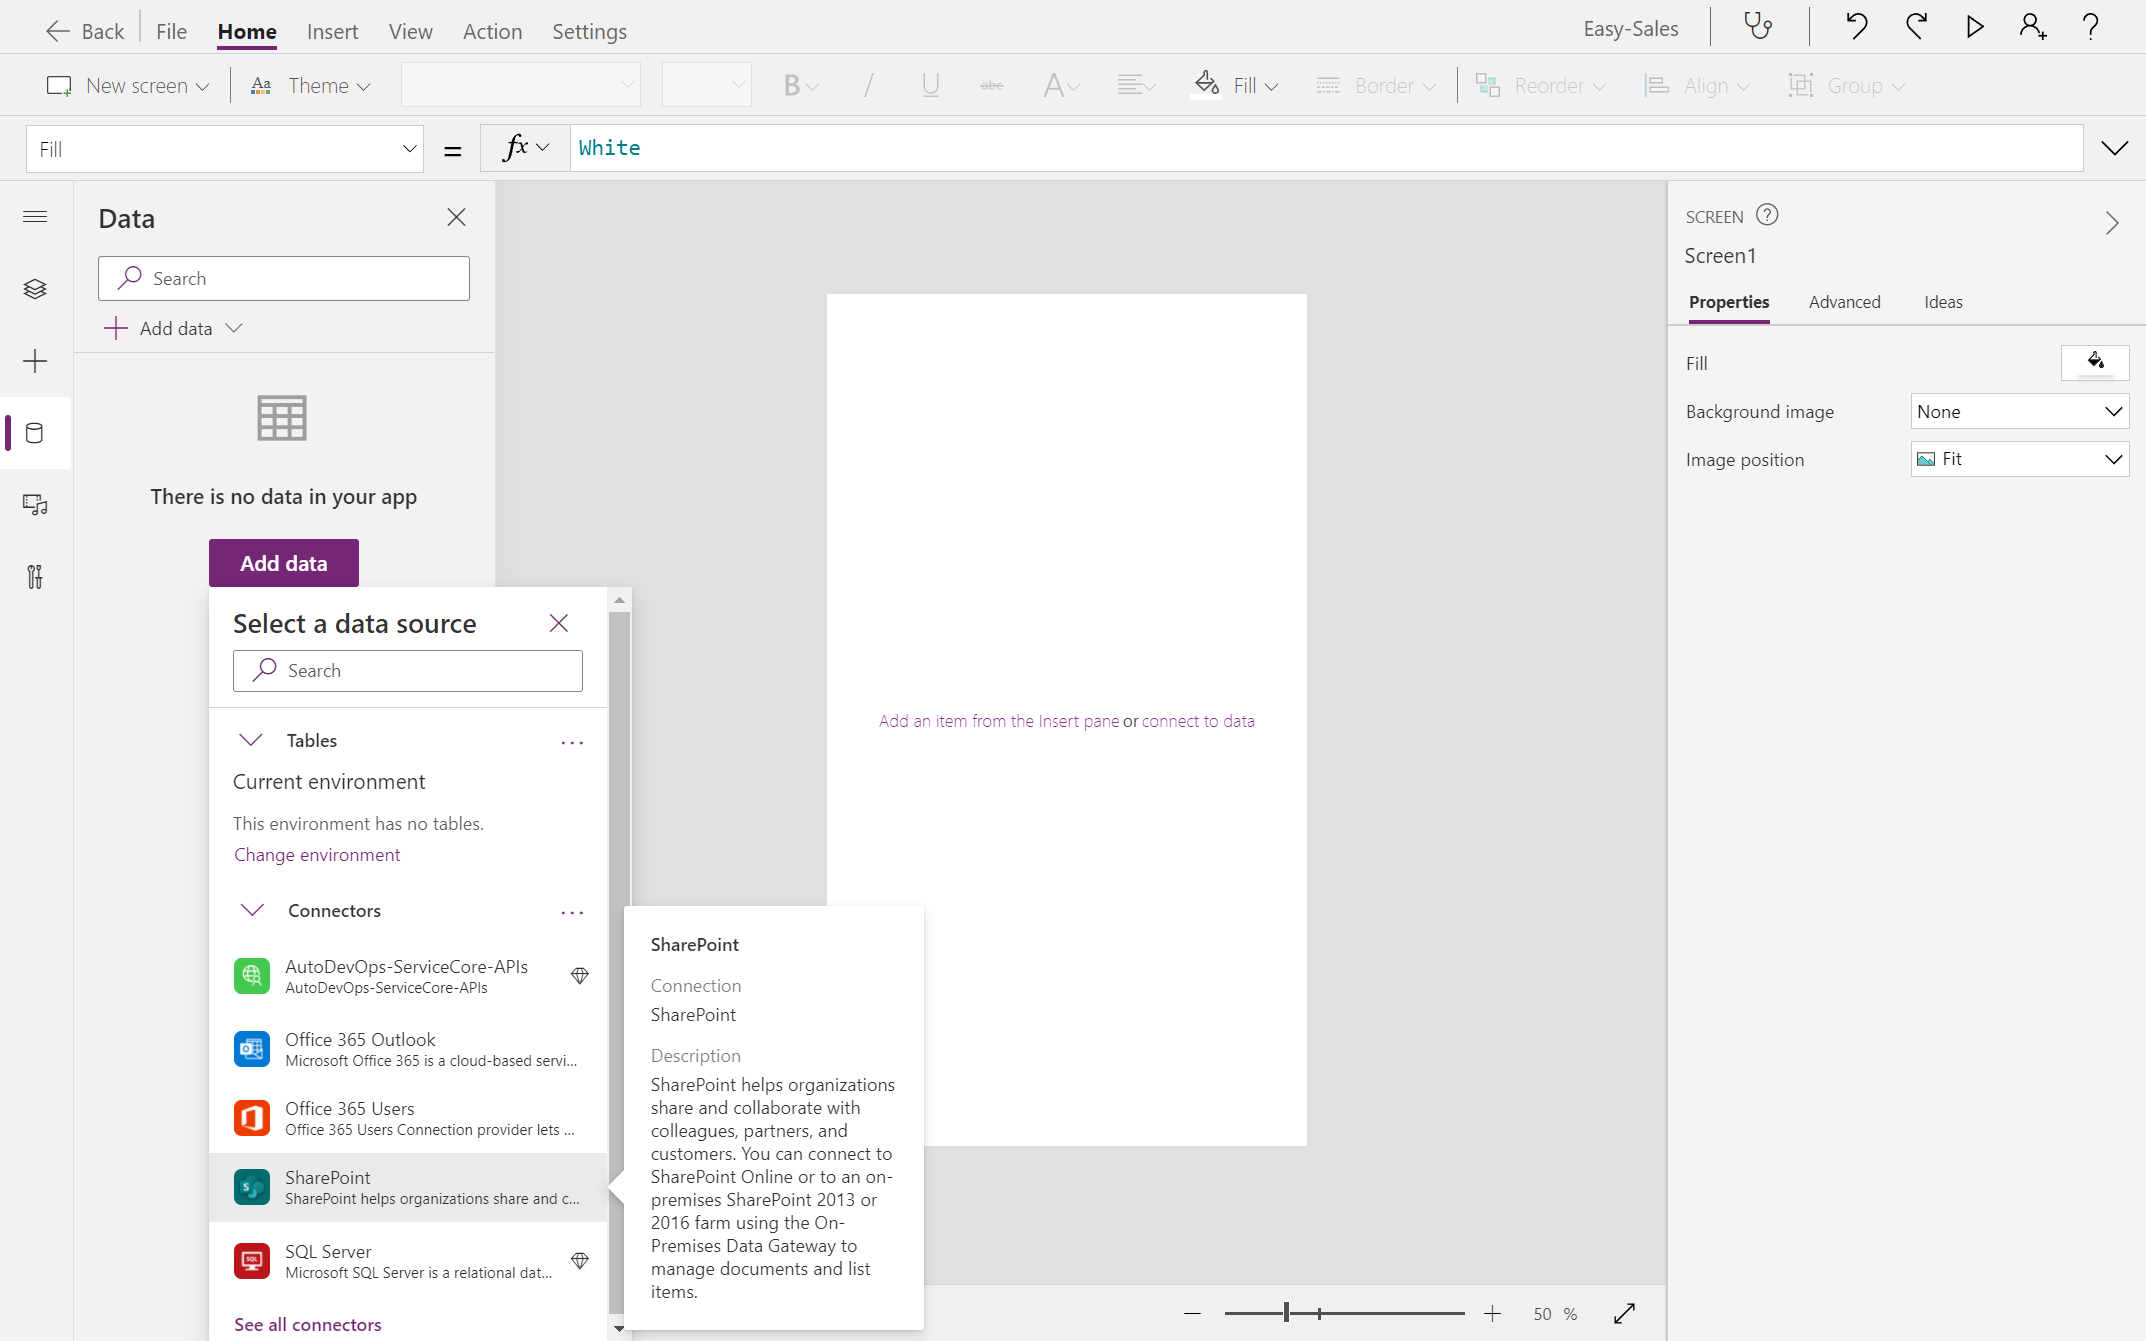 Back File Home Insert View Action Settings Easy-Sales ?
New screen Aa Theme B / U abc A Fill Border Reorder Align Group
Fill = fx White
Data
Search
Add data
There is no data in your app
Add data
Select a data source
Search
Tables ...
Current environment
This environment has no tables.
Change environment
Connectors ...
AutoDevOps-ServiceCore-APIs
AutoDevOps-ServiceCore-APIs
Office 365 Outlook
Microsoft Office 365 is a cloud-based servi...
Office 365 Users
Office 365 Users Connection provider lets ...
S
SharePoint
SharePoint helps organizations share and c...
SQL
SQL Server
Microsoft SQL Server is a relational dat...
See all connectors
SharePoint
Connection
SharePoint
Description
SharePoint helps organizations
share and collaborate with
colleagues, partners, and
customers. You can connect to
SharePoint Online or to an on-
premises SharePoint 2013 or
2016 farm using the On-
Premises Data Gateway to
manage documents and list
items.
Add an item from the Insert pane or connect to data
50 %
SCREEN ?
Screen1
Properties Advanced Ideas
Fill
Background image None
Image position Fit